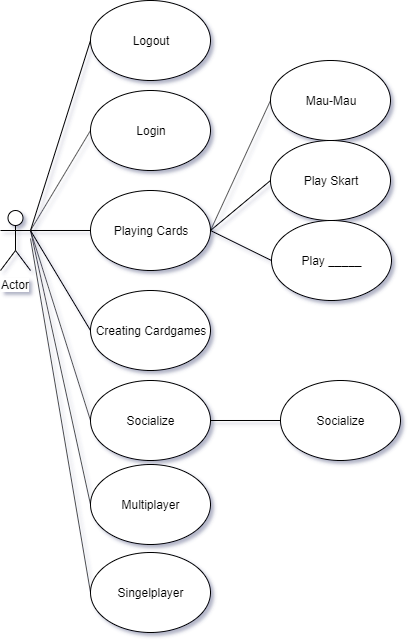 Logout
Login
Playing Cards
Mau-Mau
Play Skart
Play _____
Actor
Creating Cardgames
Socialize
Socialize
Multiplayer
Singelplayer